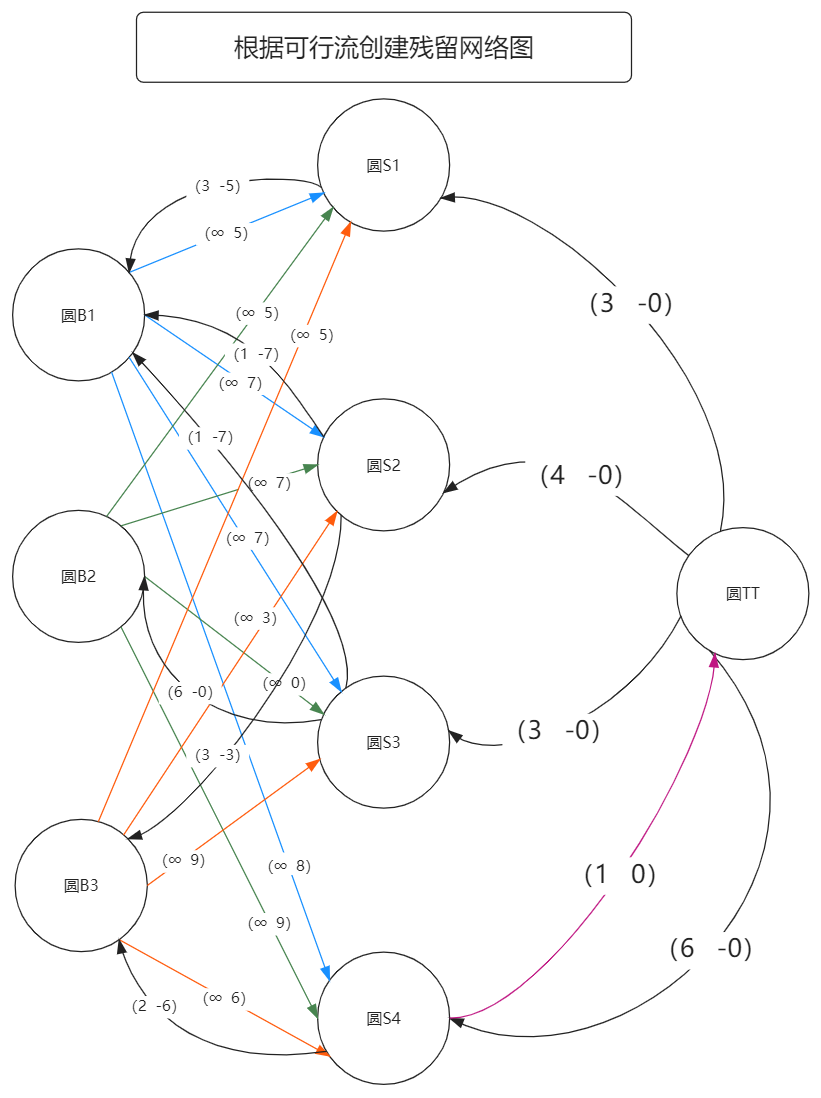 根据可行流创建残留网络图
圆S1
(3 -5)
(∞ 5)
(3 -0)
圆B1
(∞ 5)
(∞ 5)
(1 -7)
(∞ 7)
(1 -7)
圆S2
(4 -0)
(∞ 7)
(∞ 7)
圆B2
圆TT
(∞ 3)
(∞ 0)
(6 -0)
(3 -0)
圆S3
(3 -3)
(∞ 9)
(∞ 8)
(1 0)
圆B3
(∞ 9)
(6 -0)
(∞ 6)
(2 -6)
圆S4